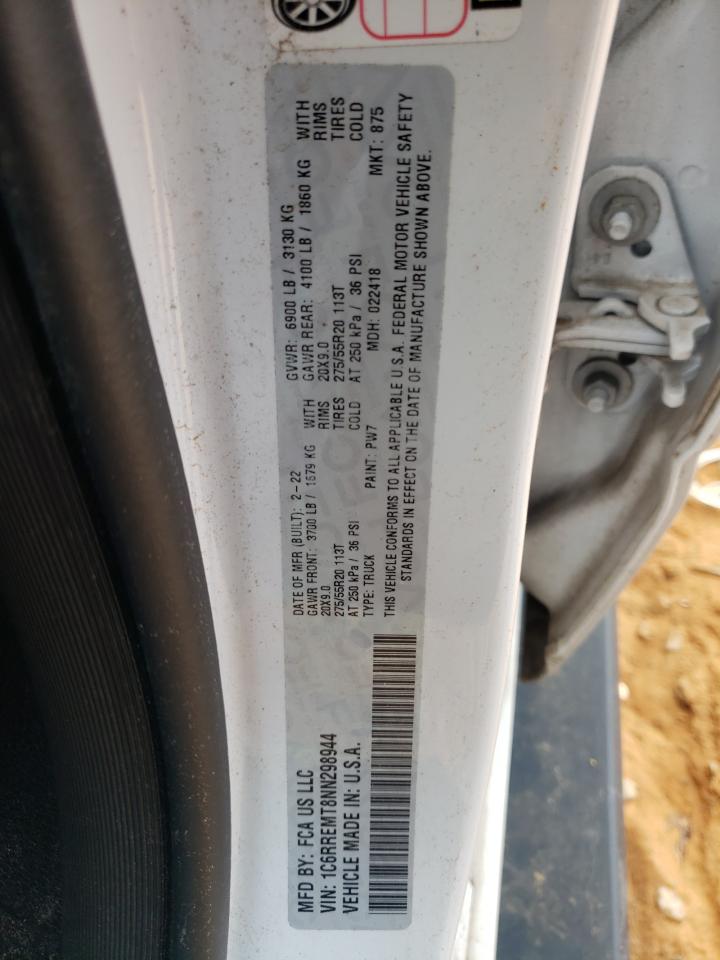 MFD BY: FCA US LLC
DATE OF MFR (BUILT): 2-22 GVWR: 6900 LB / 3130 KG
GAWR FRONT: 3700 LB / 1679 KG WITH GAWR REAR: 4100 LB / 1860 KG WITH
20X9.0 RIMS 20X9.0 RIMS
275/55R20 113T TIRES 275/55R20 113T TIRES
AT 250 kPa / 36 PSI COLD AT 250 kPa / 36 PSI COLD
VIN: 1C6RREMT8NN298944
VEHICLE MADE IN: U.S.A.
TYPE: TRUCK PAINT: PW7 MDH: 022418 MKT: 875
THIS VEHICLE CONFORMS TO ALL APPLICABLE U.S.A. FEDERAL MOTOR VEHICLE SAFETY
STANDARDS IN EFFECT ON THE DATE OF MANUFACTURE SHOWN ABOVE.